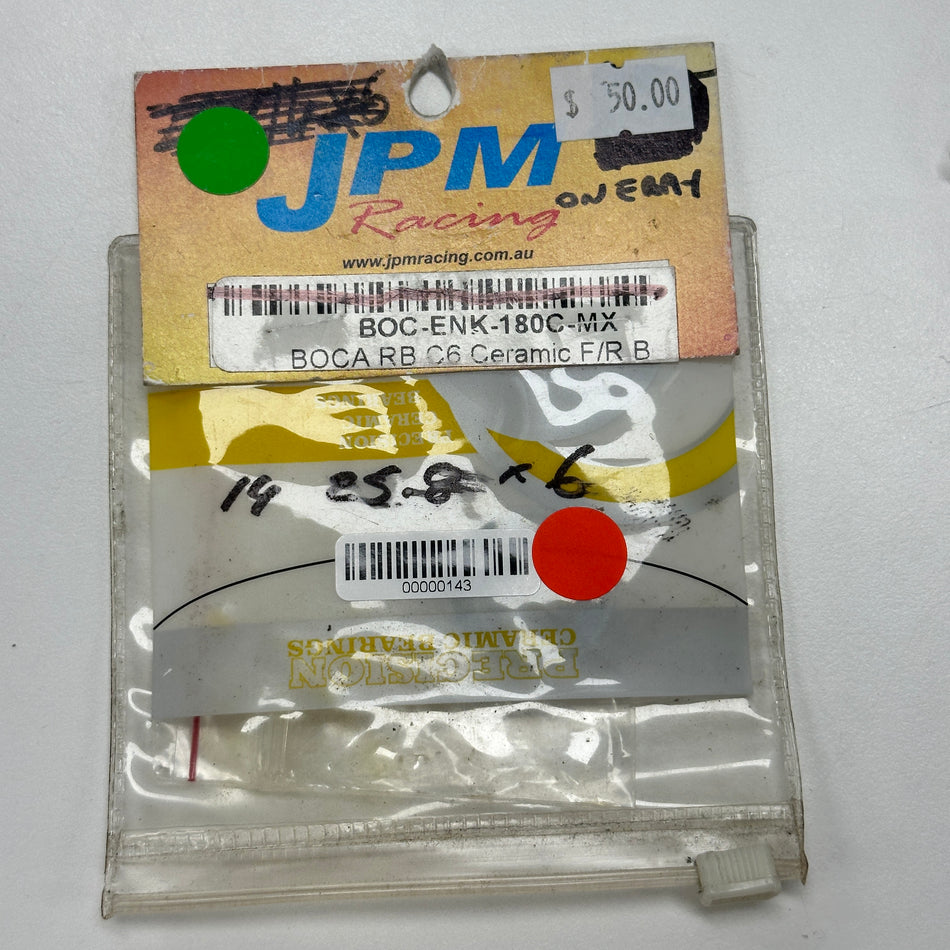 $ 50.00
JPM
Racing
ON EBAY
www.jpmracing.com.au
BOC-ENK-180C-MX
BOCA RB C6 Ceramic F/R B
PRECISION
CERAMIC
BEARINGS
14 25.8 x 6
00000143
PRECISION
CERAMIC BEARINGS